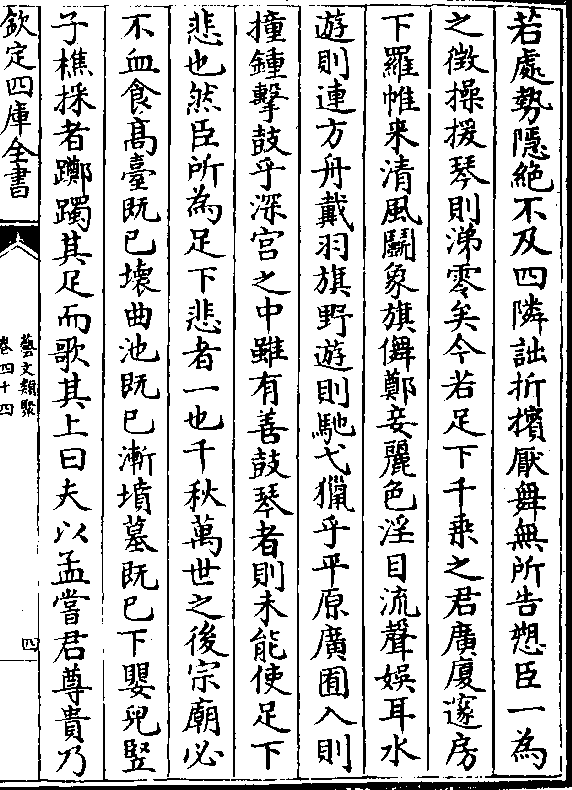 若處勢隱絶不及四隣詘折擯厭舞無所告愬臣一為
之徴操援琴則涕零矣今若足下千乘之君廣廈邃房
下羅帷來清風鬭象旗儛鄭妾麗色淫目流聲娛耳水
遊則連方舟戴羽旗野遊則馳弋獵乎平原廣囿入則
撞鍾擊鼓乎深宫之中雖有善鼓琴者則未能使足下
悲也然臣所為足下悲者一也千秋萬世之後宗廟必
不血食髙臺既已壊曲池既已漸墳墓既已下嬰兒豎
子樵採者躑躅其足而歌其上曰夫以孟嘗君尊貴乃
欽定四庫全書
藝文類聚
卷四十四
四